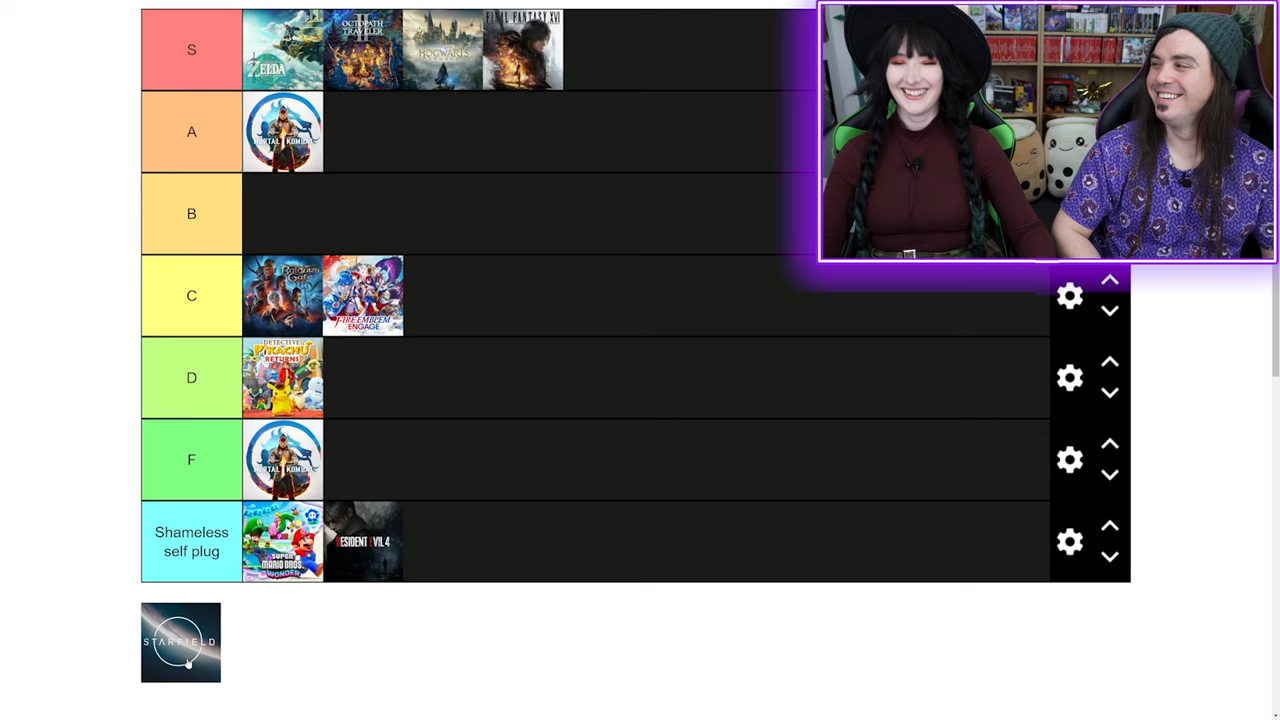 S
ZELDA
OCTOPATH
TRAVELER
II
HOGWARTS
FINAL FANTASY XVI
A
MORTAL KOMBAT
B
C
Baldur's
Gate
FIRE EMBLEM
ENGAGE
D
DETECTIVE
PIKACHU
RETURNS
F
MORTAL KOMBAT
Shameless
self plug
SUPER
MARIO BROS.
WONDER
RESIDENT EVIL 4
STARFIELD